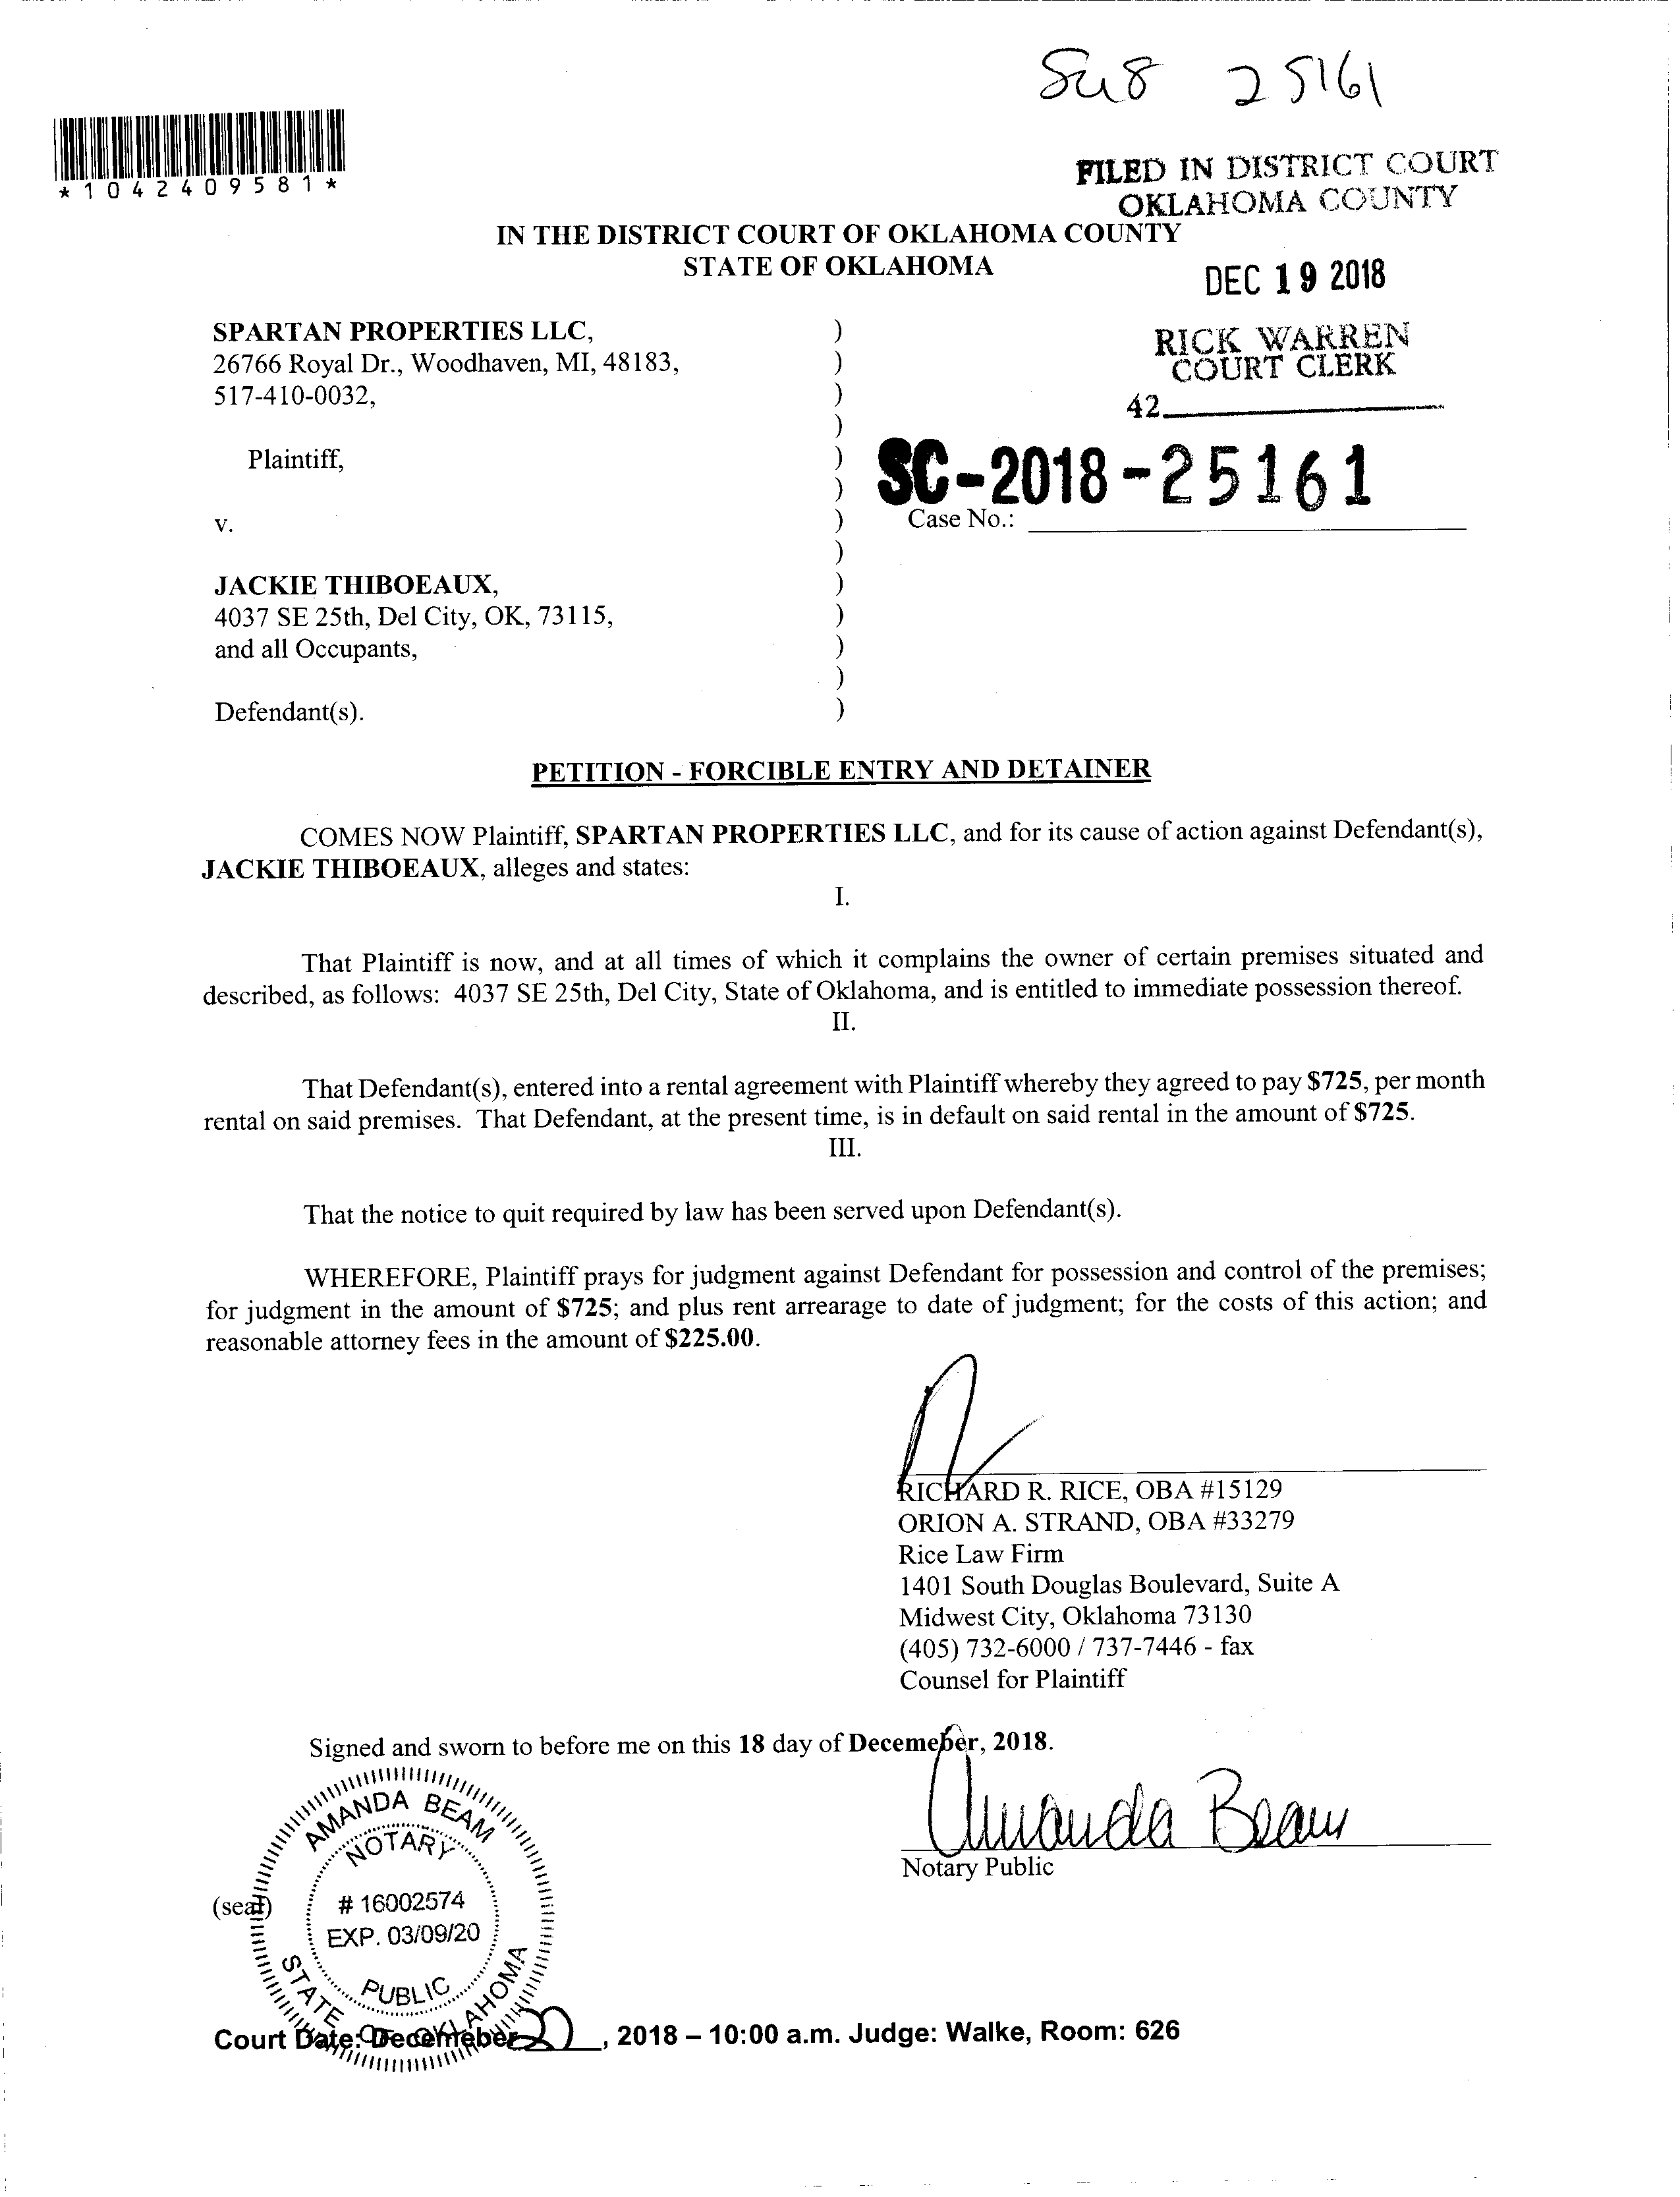 Su8 25161
*1042409581*
FILED IN DISTRICT COURT
OKLAHOMA COUNTY
IN THE DISTRICT COURT OF OKLAHOMA COUNTY
STATE OF OKLAHOMA
DEC 19 2018
SPARTAN PROPERTIES LLC, )
26766 Royal Dr., Woodhaven, MI, 48183, )
517-410-0032, )
)
Plaintiff, )
)
v. )
)
JACKIE THIBOEAUX, )
4037 SE 25th, Del City, OK, 73115, )
and all Occupants, )
)
Defendant(s). )
RICK WARREN
COURT CLERK
42
SC-2018-25161
Case No.:
PETITION - FORCIBLE ENTRY AND DETAINER
COMES NOW Plaintiff, SPARTAN PROPERTIES LLC, and for its cause of action against Defendant(s),
JACKIE THIBOEAUX, alleges and states:
I.
That Plaintiff is now, and at all times of which it complains the owner of certain premises situated and
described, as follows: 4037 SE 25th, Del City, State of Oklahoma, and is entitled to immediate possession thereof.
II.
That Defendant(s), entered into a rental agreement with Plaintiff whereby they agreed to pay $725, per month
rental on said premises. That Defendant, at the present time, is in default on said rental in the amount of $725.
III.
That the notice to quit required by law has been served upon Defendant(s).
WHEREFORE, Plaintiff prays for judgment against Defendant for possession and control of the premises;
for judgment in the amount of $725; and plus rent arrearage to date of judgment; for the costs of this action; and
reasonable attorney fees in the amount of $225.00.
RICHARD R. RICE, OBA #15129
ORION A. STRAND, OBA #33279
Rice Law Firm
1401 South Douglas Boulevard, Suite A
Midwest City, Oklahoma 73130
(405) 732-6000 / 737-7446 - fax
Counsel for Plaintiff
Signed and sworn to before me on this 18 day of Decemeber, 2018.
Amanda Beam
Notary Public
(seal)
AMANDA BEAM
NOTARY
# 16002574
EXP. 03/09/20
PUBLIC
STATE OF OKLAHOMA
Court Date: Decemeber , 2018 – 10:00 a.m. Judge: Walke, Room: 626